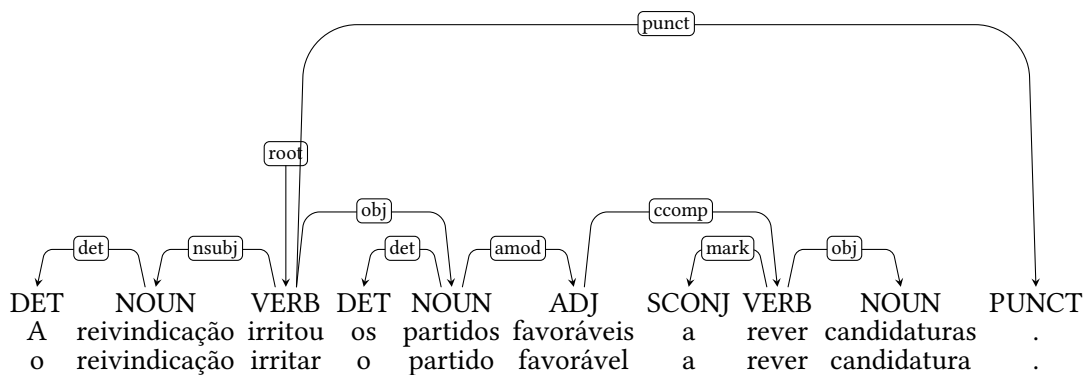 punct
root
obj ccomp
det nsubj det amod mark obj
DET NOUN VERB DET NOUN ADJ SCONJ VERB NOUN PUNCT
A reivindicação irritou os partidos favoráveis a rever candidaturas .
o reivindicação irritar o partido favorável a rever candidatura .